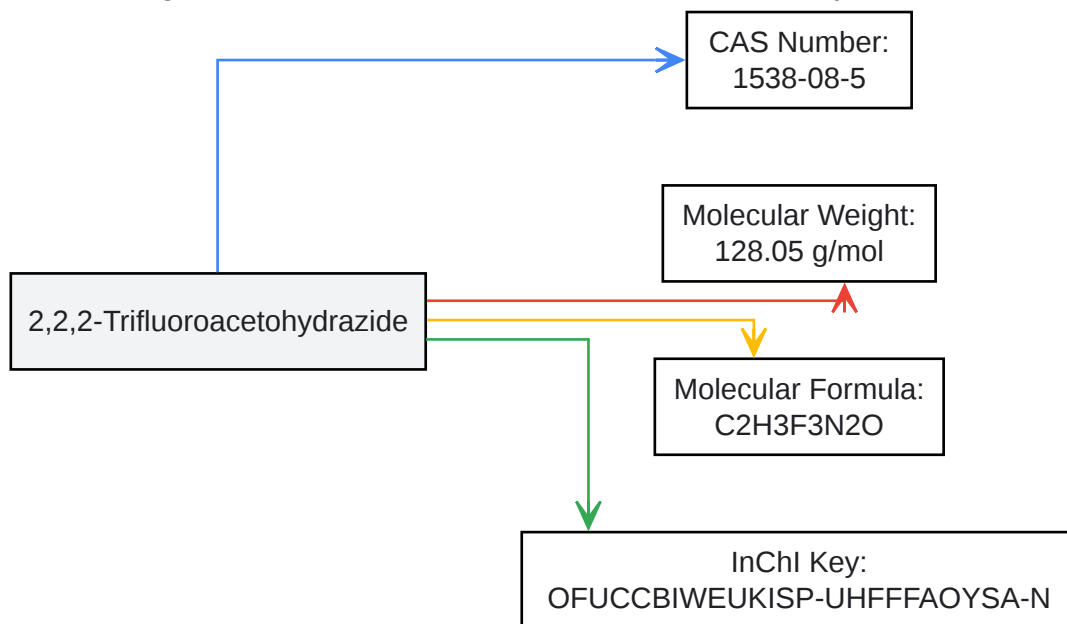 CAS Number:
1538-08-5
Molecular Weight:
128.05 g/mol
2,2,2-Trifluoroacetohydrazide
Molecular Formula:
C2H3F3N2O
InChI Key:
OFUCCBIWEUKISP-UHFFFAOYSA-N